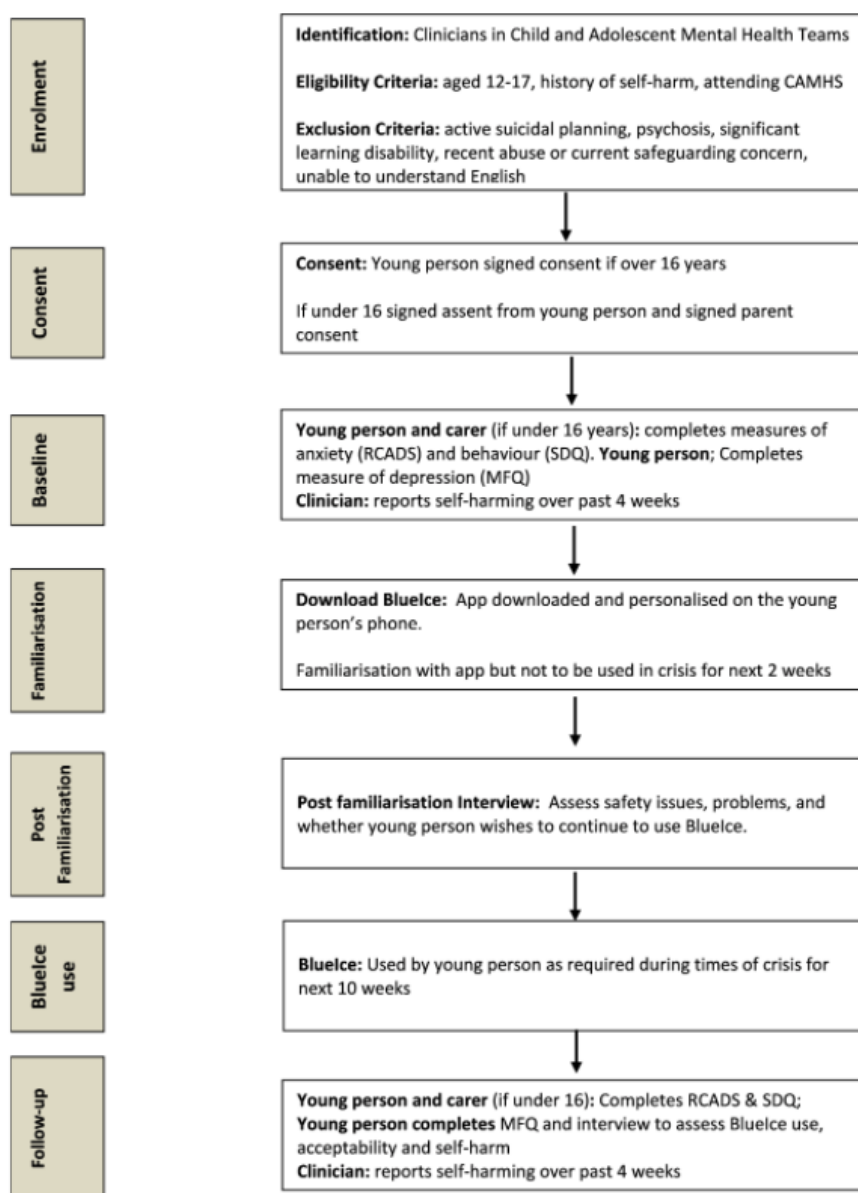 Enrolment
Identification: Clinicians in Child and Adolescent Mental Health Teams
Eligibility Criteria: aged 12-17, history of self-harm, attending CAMHS
Exclusion Criteria: active suicidal planning, psychosis, significant
learning disability, recent abuse or current safeguarding concern,
unable to understand English
Consent
Consent: Young person signed consent if over 16 years
If under 16 signed assent from young person and signed parent
consent
Baseline
Young person and carer (if under 16 years): completes measures of
anxiety (RCADS) and behaviour (SDQ). Young person; Completes
measure of depression (MFQ)
Clinician: reports self-harming over past 4 weeks
Familiarisation
Download BlueIce: App downloaded and personalised on the young
person's phone.
Familiarisation with app but not to be used in crisis for next 2 weeks
Post
Familiarisation
Post familiarisation Interview: Assess safety issues, problems, and
whether young person wishes to continue to use BlueIce.
BlueIce
use
BlueIce: Used by young person as required during times of crisis for
next 10 weeks
Follow-up
Young person and carer (if under 16): Completes RCADS & SDQ;
Young person completes MFQ and interview to assess BlueIce use,
acceptability and self-harm
Clinician: reports self-harming over past 4 weeks